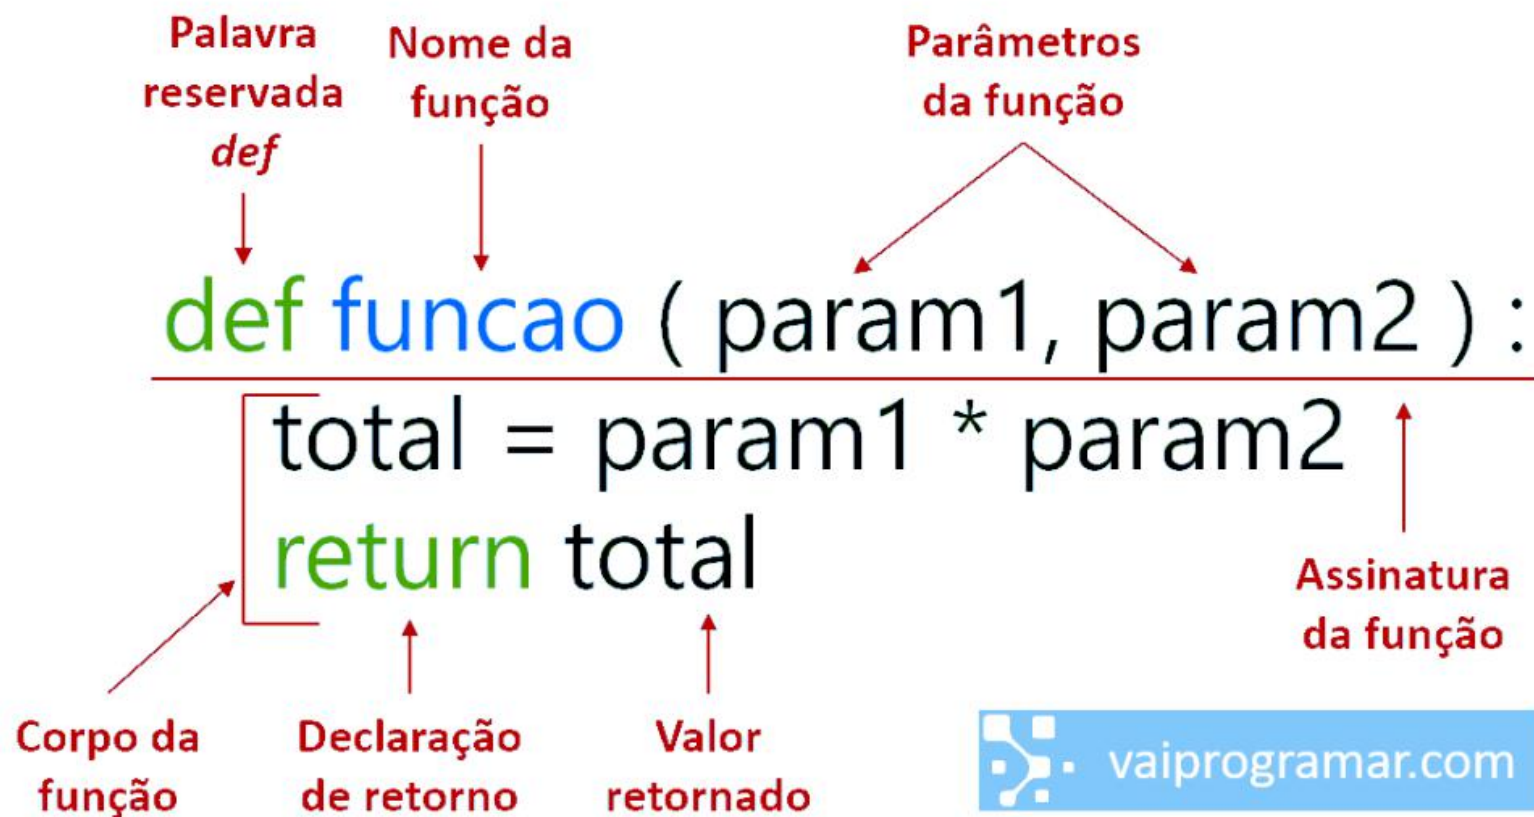 Palavra
reservada
def
Nome da
função
Parâmetros
da função
def funcao ( param1, param2 ) :
total = param1 * param2
return total
Assinatura
da função
Corpo da
função
Declaração
de retorno
Valor
retornado
vaiprogramar.com